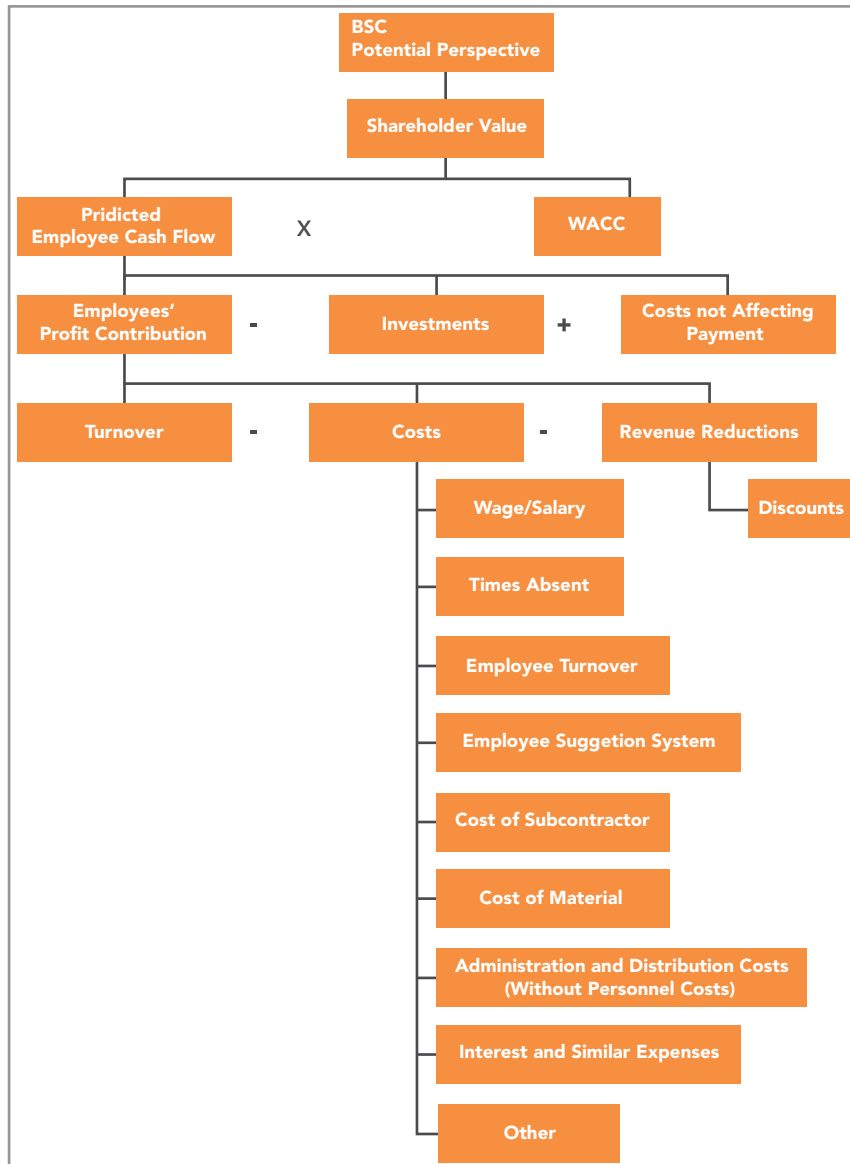 BSC
Potential Perspective
Shareholder Value
Pridicted
Employee Cash Flow
x
WACC
Employees‘
Profit Contribution
-
Investments
+
Costs not Affecting
Payment
Turnover
-
Costs
-
Revenue Reductions
Wage/Salary
Discounts
Times Absent
Employee Turnover
Employee Suggetion System
Cost of Subcontractor
Cost of Material
Administration and Distribution Costs
(Without Personnel Costs)
Interest and Similar Expenses
Other